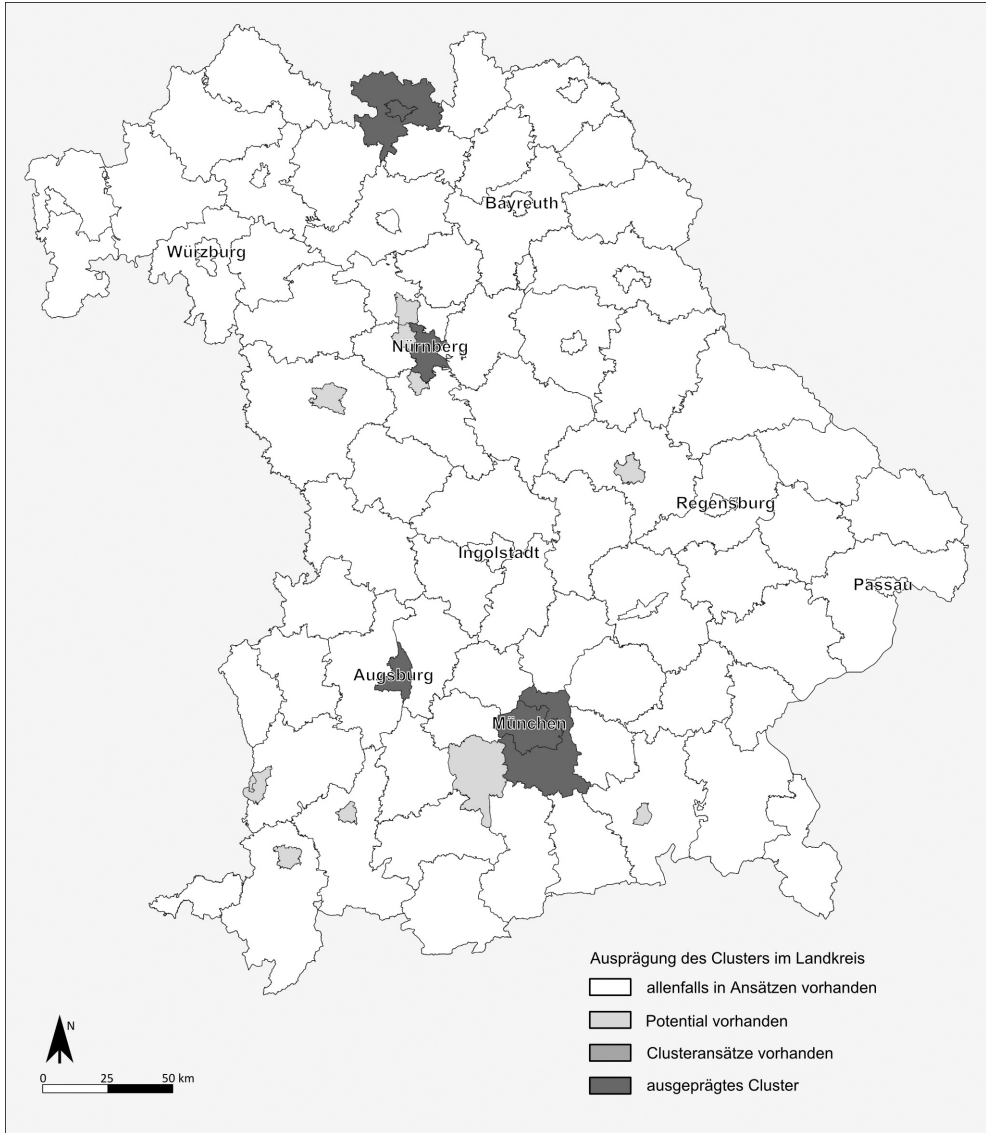 Bayreuth
Würzburg
Nürnberg
Regensburg
Ingolstadt
Passau
Augsburg
München
Ausprägung des Clusters im Landkreis
allenfalls in Ansätzen vorhanden
Potential vorhanden
Clusteransätze vorhanden
ausgeprägtes Cluster
N
0 25 50 km